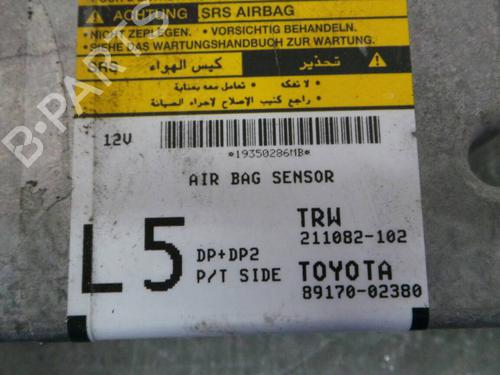 ACHTUNG SRS AIRBAG
•NICHT ZEPLEGEN. •VORSICHTIG BEHANDELN.
•SIEHE DAS WARTUNGSHANDBUCH ZUR WARTUNG.
SRS كيس الهواء تحذير
• لا تفكه • تعامل معه بعناية
• راجع كتيب الإصلاح لاجراء الصيانة
12V
*19350286MB*
AIR BAG SENSOR
L5
DP+DP2
P/T SIDE
TRW
211082-102
TOYOTA
89170-02380
B-PARTS